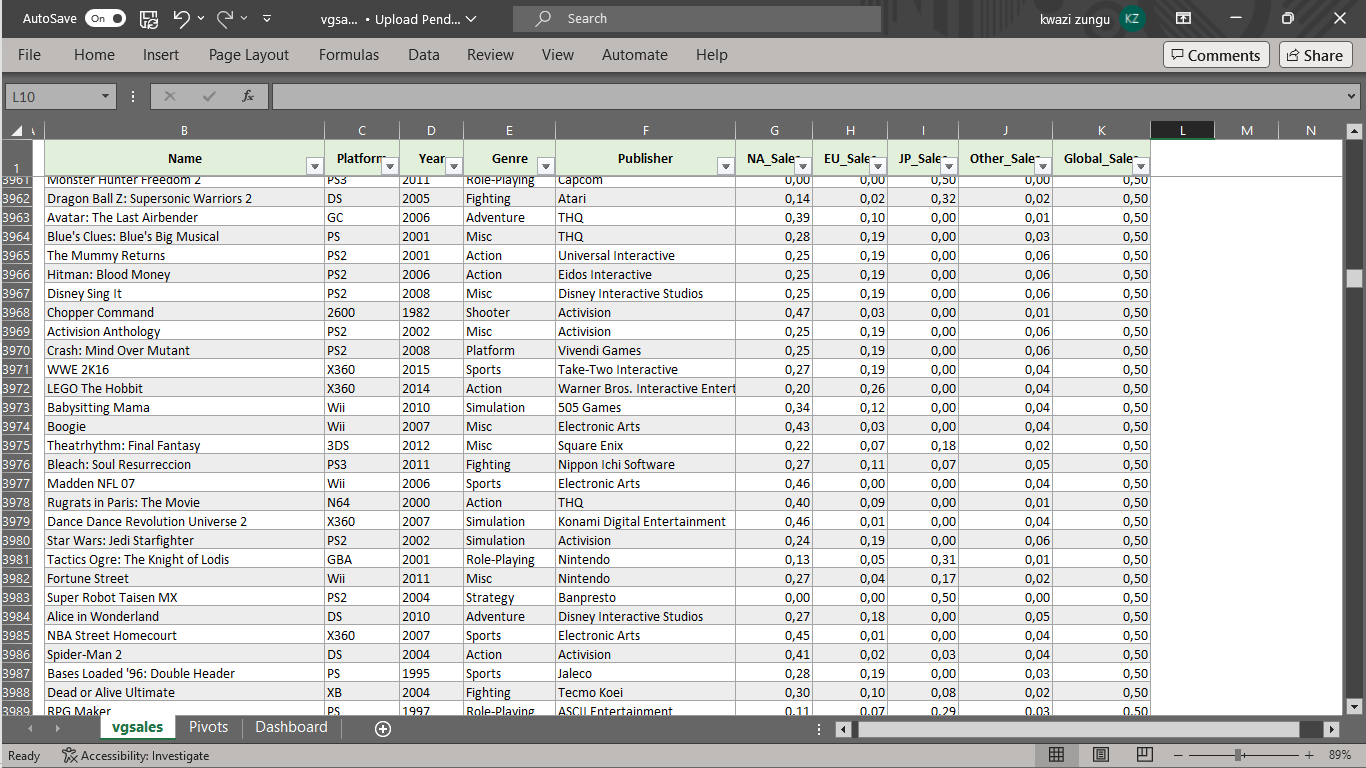 AutoSave On vgsa... • Upload Pend... Search kwazi zungu KZ
File Home Insert Page Layout Formulas Data Review View Automate Help Comments Share
L10 fx
A B C D E F G H I J K L M N
1 Name Platform Year Genre Publisher NA_Sales EU_Sales JP_Sales Other_Sales Global_Sales
3961 Monster Hunter Freedom 2 PS3 2011 Role-Playing Capcom 0,00 0,00 0,50 0,00 0,50
3962 Dragon Ball Z: Supersonic Warriors 2 DS 2005 Fighting Atari 0,14 0,02 0,32 0,02 0,50
3963 Avatar: The Last Airbender GC 2006 Adventure THQ 0,39 0,10 0,00 0,01 0,50
3964 Blue's Clues: Blue's Big Musical PS 2001 Misc THQ 0,28 0,19 0,00 0,03 0,50
3965 The Mummy Returns PS2 2001 Action Universal Interactive 0,25 0,19 0,00 0,06 0,50
3966 Hitman: Blood Money PS2 2006 Action Eidos Interactive 0,25 0,19 0,00 0,06 0,50
3967 Disney Sing It PS2 2008 Misc Disney Interactive Studios 0,25 0,19 0,00 0,06 0,50
3968 Chopper Command 2600 1982 Shooter Activision 0,47 0,03 0,00 0,01 0,50
3969 Activision Anthology PS2 2002 Misc Activision 0,25 0,19 0,00 0,06 0,50
3970 Crash: Mind Over Mutant PS2 2008 Platform Vivendi Games 0,25 0,19 0,00 0,06 0,50
3971 WWE 2K16 X360 2015 Sports Take-Two Interactive 0,27 0,19 0,00 0,04 0,50
3972 LEGO The Hobbit X360 2014 Action Warner Bros. Interactive Entert 0,20 0,26 0,00 0,04 0,50
3973 Babysitting Mama Wii 2010 Simulation 505 Games 0,34 0,12 0,00 0,04 0,50
3974 Boogie Wii 2007 Misc Electronic Arts 0,43 0,03 0,00 0,04 0,50
3975 Theatrhythm: Final Fantasy 3DS 2012 Misc Square Enix 0,22 0,07 0,18 0,02 0,50
3976 Bleach: Soul Resurreccion PS3 2011 Fighting Nippon Ichi Software 0,27 0,11 0,07 0,05 0,50
3977 Madden NFL 07 Wii 2006 Sports Electronic Arts 0,46 0,00 0,00 0,04 0,50
3978 Rugrats in Paris: The Movie N64 2000 Action THQ 0,40 0,09 0,00 0,01 0,50
3979 Dance Dance Revolution Universe 2 X360 2007 Simulation Konami Digital Entertainment 0,46 0,01 0,00 0,04 0,50
3980 Star Wars: Jedi Starfighter PS2 2002 Simulation Activision 0,24 0,19 0,00 0,06 0,50
3981 Tactics Ogre: The Knight of Lodis GBA 2001 Role-Playing Nintendo 0,13 0,05 0,31 0,01 0,50
3982 Fortune Street Wii 2011 Misc Nintendo 0,27 0,04 0,17 0,02 0,50
3983 Super Robot Taisen MX PS2 2004 Strategy Banpresto 0,00 0,00 0,50 0,00 0,50
3984 Alice in Wonderland DS 2010 Adventure Disney Interactive Studios 0,27 0,18 0,00 0,05 0,50
3985 NBA Street Homecourt X360 2007 Sports Electronic Arts 0,45 0,01 0,00 0,04 0,50
3986 Spider-Man 2 DS 2004 Action Activision 0,41 0,02 0,03 0,04 0,50
3987 Bases Loaded '96: Double Header PS 1995 Sports Jaleco 0,28 0,19 0,00 0,03 0,50
3988 Dead or Alive Ultimate XB 2004 Fighting Tecmo Koei 0,30 0,10 0,08 0,02 0,50
3989 RPG Maker PS 1997 Role-Playing ASCII Entertainment 0,11 0,07 0,29 0,03 0,50
vgsales Pivots Dashboard
Ready Accessibility: Investigate 89%